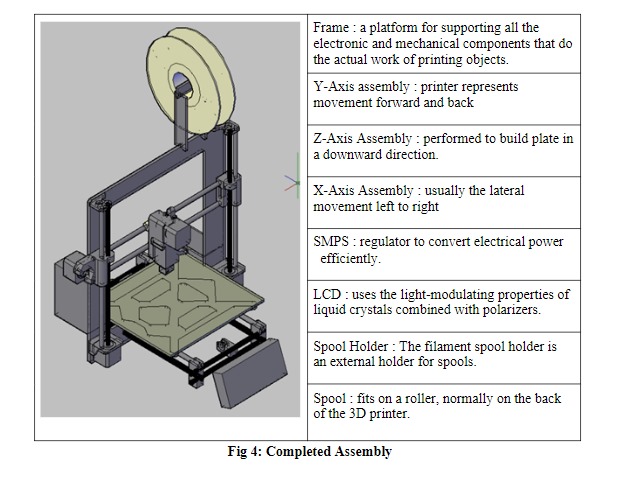 Frame : a platform for supporting all the
electronic and mechanical components that do
the actual work of printing objects.
Y-Axis assembly : printer represents
movement forward and back
Z-Axis Assembly : performed to build plate in
a downward direction.
X-Axis Assembly : usually the lateral
movement left to right
SMPS : regulator to convert electrical power
efficiently.
LCD : uses the light-modulating properties of
liquid crystals combined with polarizers.
Spool Holder : The filament spool holder is
an external holder for spools.
Spool : fits on a roller, normally on the back
of the 3D printer.
Fig 4: Completed Assembly